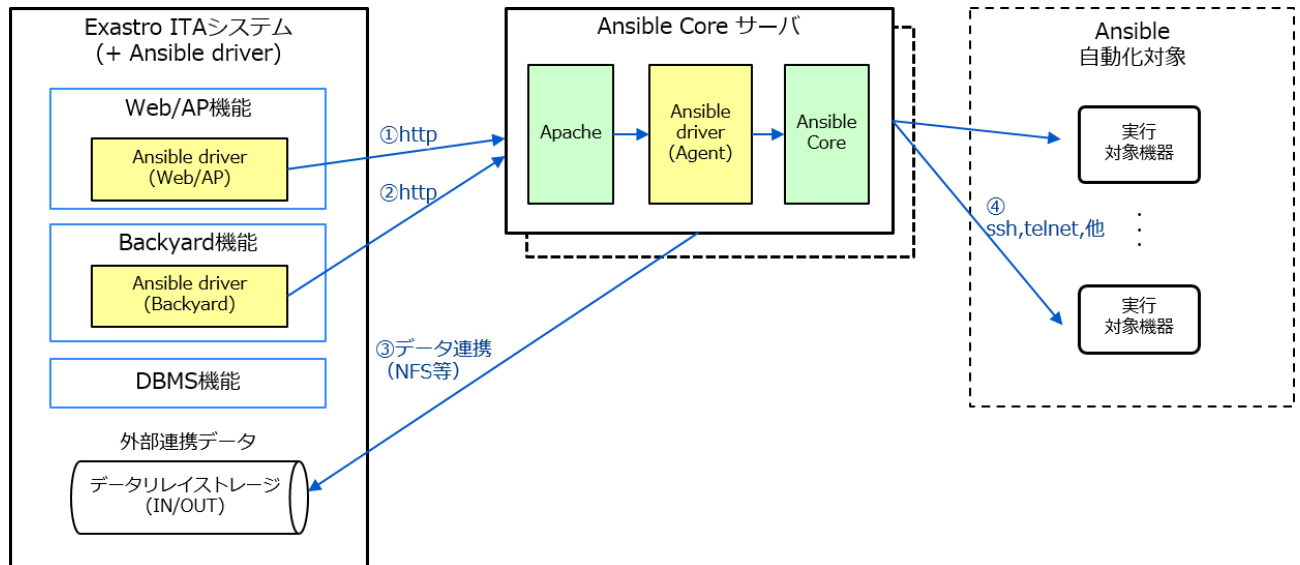 Exastro ITAシステム
(+ Ansible driver)
Web/AP機能
Ansible driver
(Web/AP)
Backyard機能
Ansible driver
(Backyard)
DBMS機能
外部連携データ
データリレイストレージ
(IN/OUT)
①http
②http
③データ連携
（NFS等）
Ansible Core サーバ
Apache
Ansible
driver
(Agent)
Ansible
Core
④
ssh,telnet,他
Ansible
自動化対象
実行
対象機器
・・・
実行
対象機器